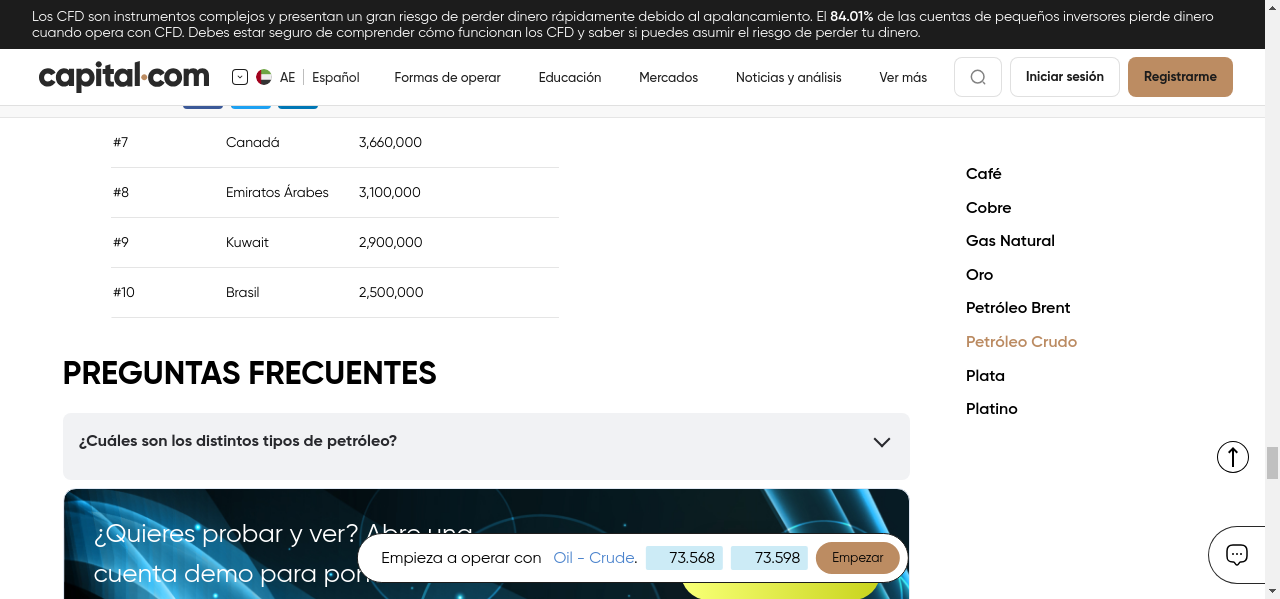 Los CFD son instrumentos complejos y presentan un gran riesgo de perder dinero rápidamente debido al apalancamiento. El 84.01% de las cuentas de pequeños inversores pierde dinero
cuando opera con CFD. Debes estar seguro de comprender cómo funcionan los CFD y saber si puedes asumir el riesgo de perder tu dinero.
capital.com AE Español Formas de operar Educación Mercados Noticias y análisis Ver más Iniciar sesión Registrarme
#7 Canadá 3,660,000
#8 Emiratos Árabes 3,100,000
#9 Kuwait 2,900,000
#10 Brasil 2,500,000
Café
Cobre
Gas Natural
Oro
Petróleo Brent
Petróleo Crudo
Plata
Platino
PREGUNTAS FRECUENTES
¿Cuáles son los distintos tipos de petróleo?
¿Quieres probar y ver? Abre una
cuenta demo para
Empieza a operar con Oil - Crude. 73.568 73.598 Empezar